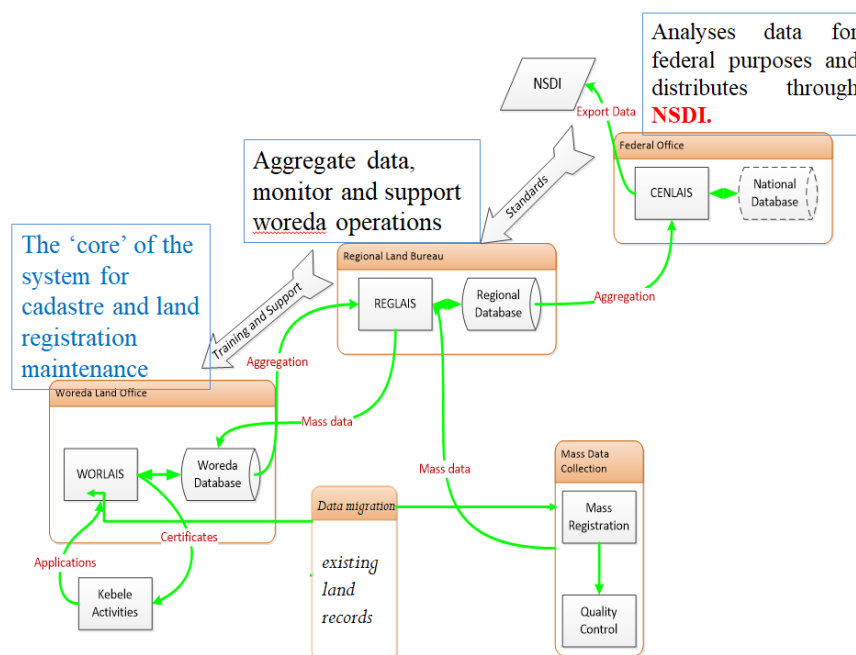 Analyses data for
federal purposes and
distributes through
NSDI.
NSDI
Export Data
Federal Office
CENLAIS
National
Database
Standards
Aggregate data,
monitor and support
woreda operations
Regional Land Bureau
REGLAIS
Regional
Database
Aggregation
The ‘core’ of the
system for
cadastre and land
registration
maintenance
Training and Support
Aggregation
Woreda Land Office
WORLAIS
Woreda
Database
Mass data
Mass data
Certificates
Applications
Kebele
Activities
Data migration
existing
land
records
Mass Data
Collection
Mass
Registration
Quality
Control